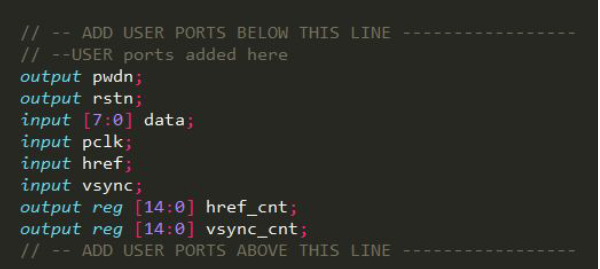 // -- ADD USER PORTS BELOW THIS LINE -----------------
// --USER ports added here
output pwdn;
output rstn;
input [7:0] data;
input pclk;
input href;
input vsync;
output reg [14:0] href_cnt;
output reg [14:0] vsync_cnt;
// -- ADD USER PORTS ABOVE THIS LINE -----------------